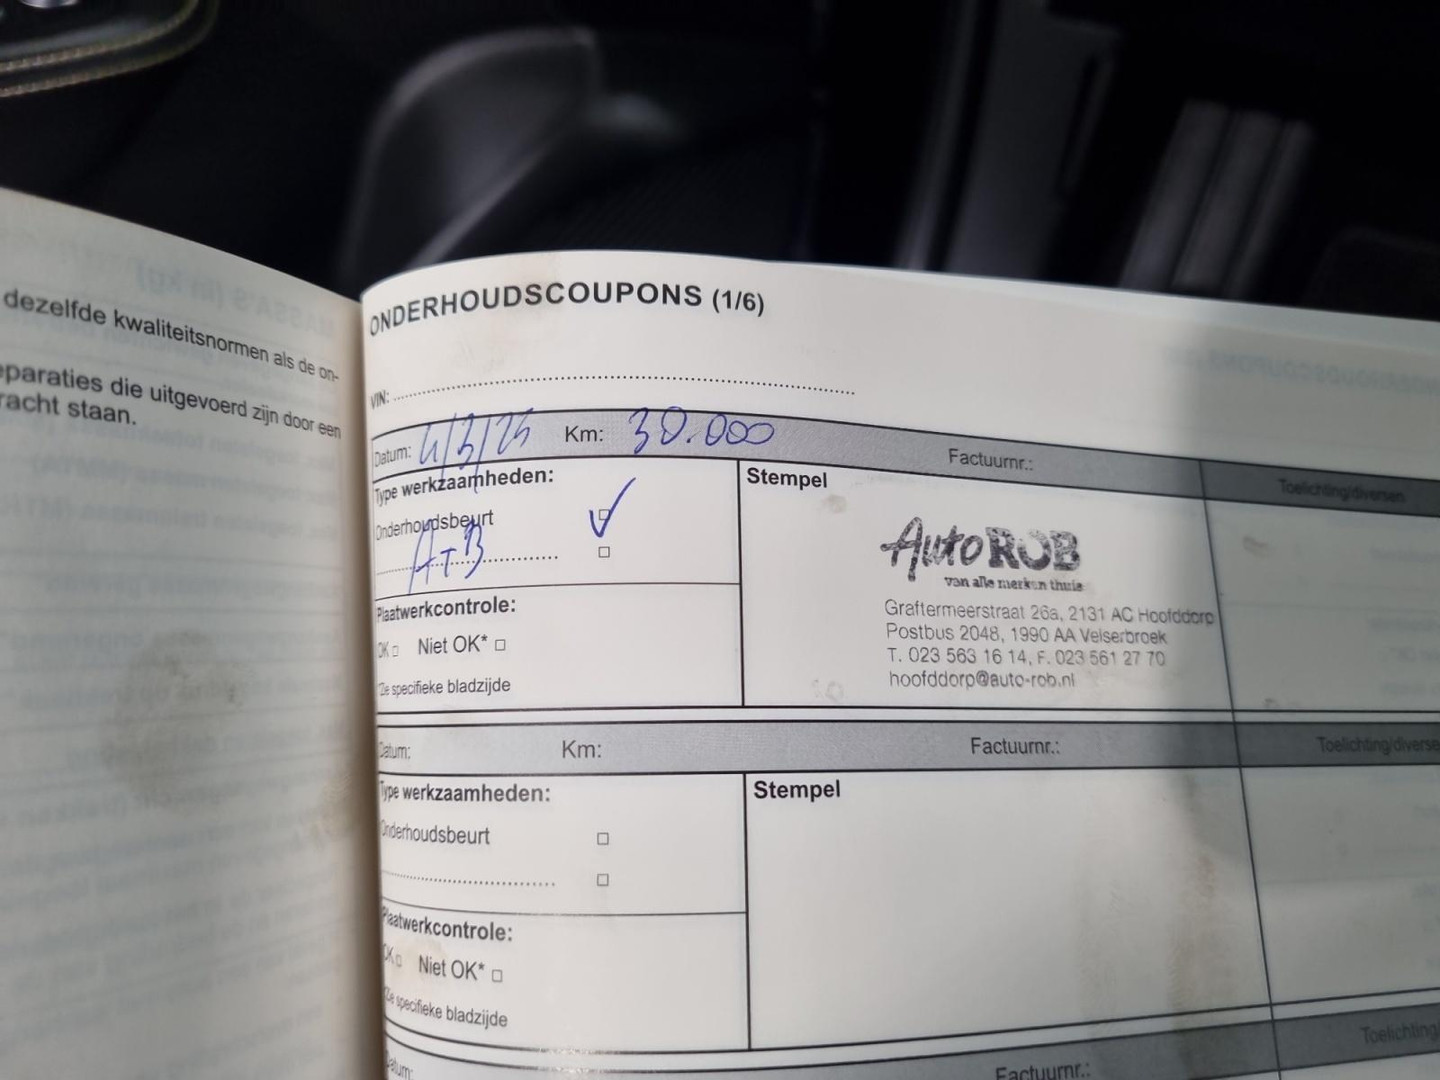 dezelfde kwaliteitsnormen als de on-
eparaties die uitgevoerd zijn door een
racht staan.
ONDERHOUDSCOUPONS (1/6)
VIN:
Datum: 4/3/25 Km: 30.000 Factuurnr.: Toelichting/diversen
Type werkzaamheden: Stempel
Onderhoudsbeurt
A+B
Plaatwerkcontrole:
OK □ Niet OK* □
*Zie specifieke bladzijde
Auto ROB
van alle merken thuis
Graftermeerstraat 26a, 2131 AC Hoofddorp
Postbus 2048, 1990 AA Velserbroek
T. 023 563 16 14, F. 023 561 27 70
hoofddorp@auto-rob.nl
Datum: Km: Factuurnr.: Toelichting/diverse
Type werkzaamheden: Stempel
Onderhoudsbeurt □
□
Plaatwerkcontrole:
OK □ Niet OK* □
*Zie specifieke bladzijde
Datum: Factuurnr.: Toelichting/